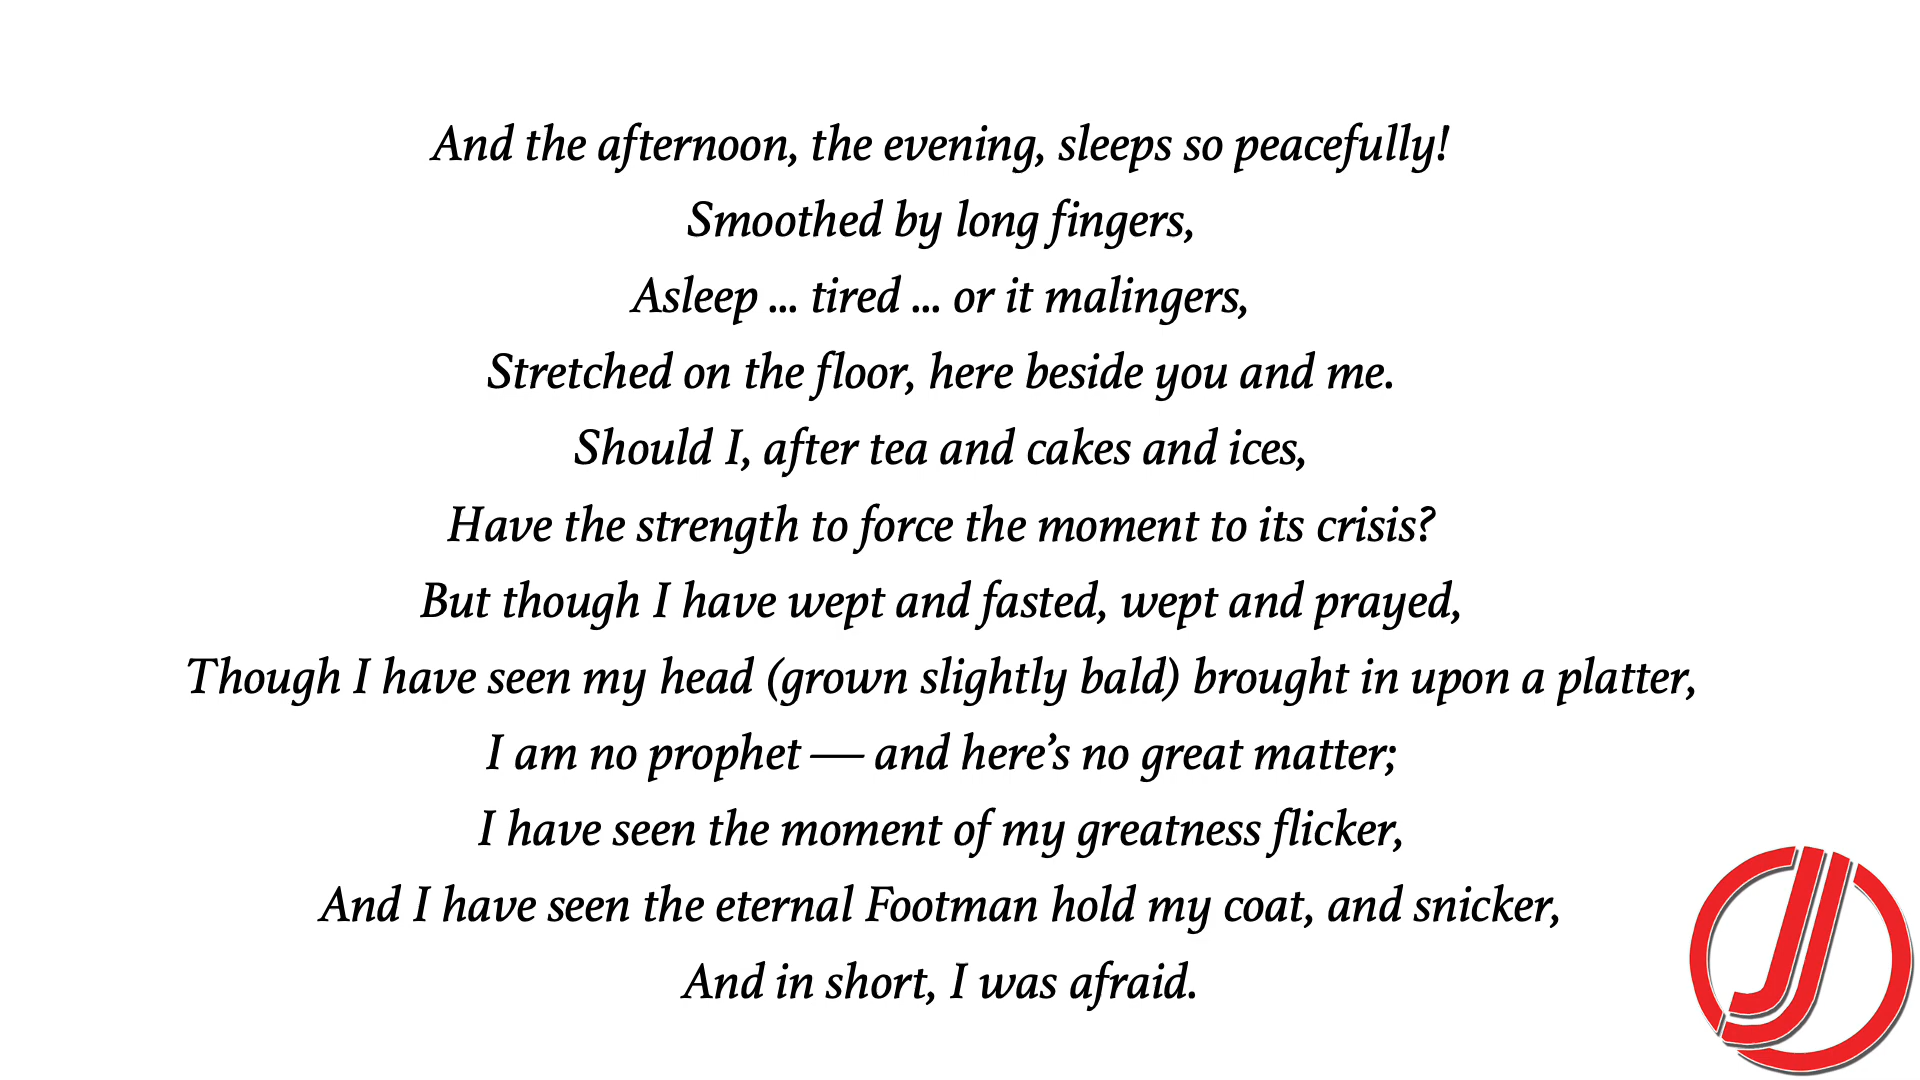 And the afternoon, the evening, sleeps so peacefully!
Smoothed by long fingers,
Asleep ... tired ... or it malingers,
Stretched on the floor, here beside you and me.
Should I, after tea and cakes and ices,
Have the strength to force the moment to its crisis?
But though I have wept and fasted, wept and prayed,
Though I have seen my head (grown slightly bald) brought in upon a platter,
I am no prophet — and here’s no great matter;
I have seen the moment of my greatness flicker,
And I have seen the eternal Footman hold my coat, and snicker,
And in short, I was afraid.